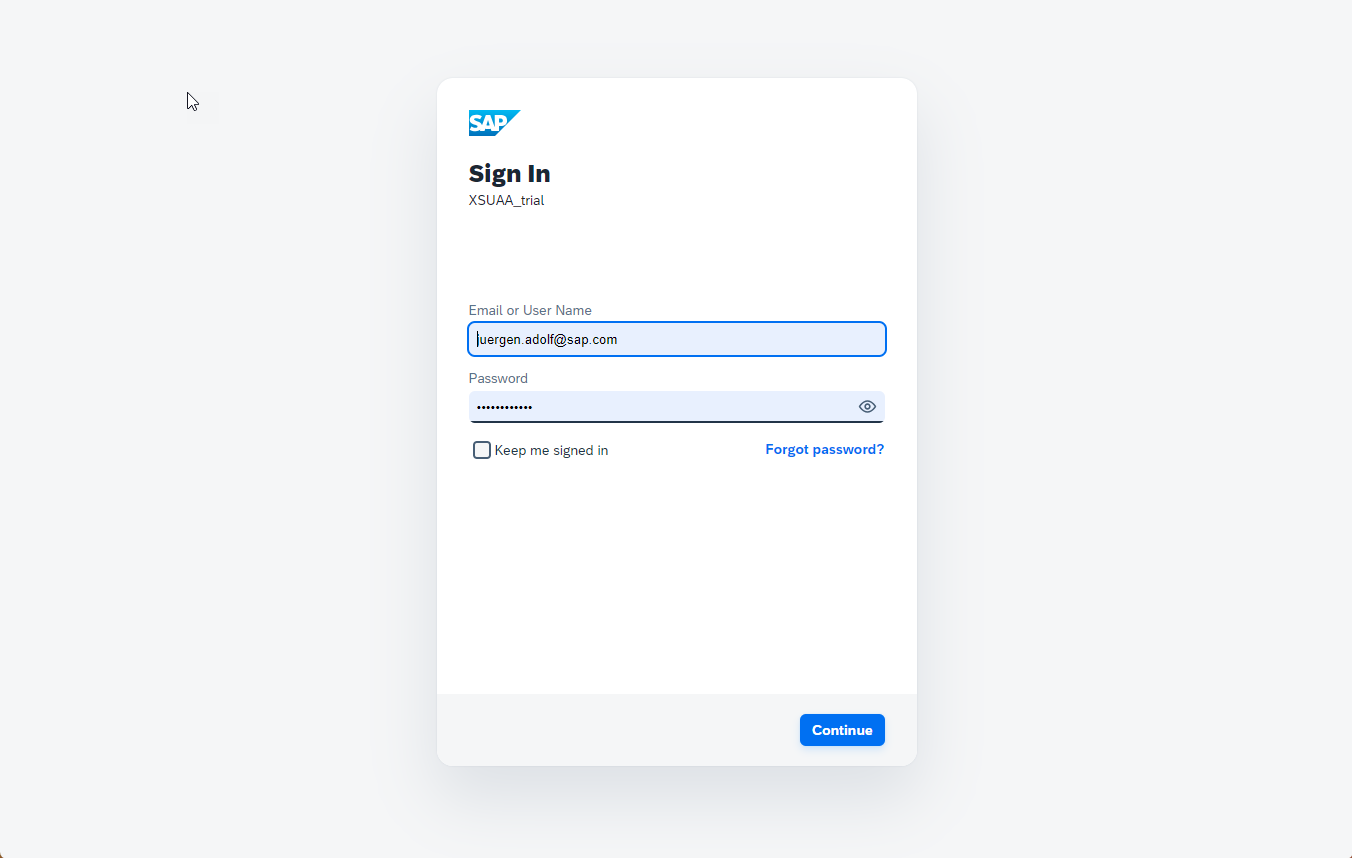 SAP
Sign In
XSUAA_trial
Email or User Name
juergen.adolf@sap.com
Password
••••••••••••
Keep me signed in
Forgot password?
Continue